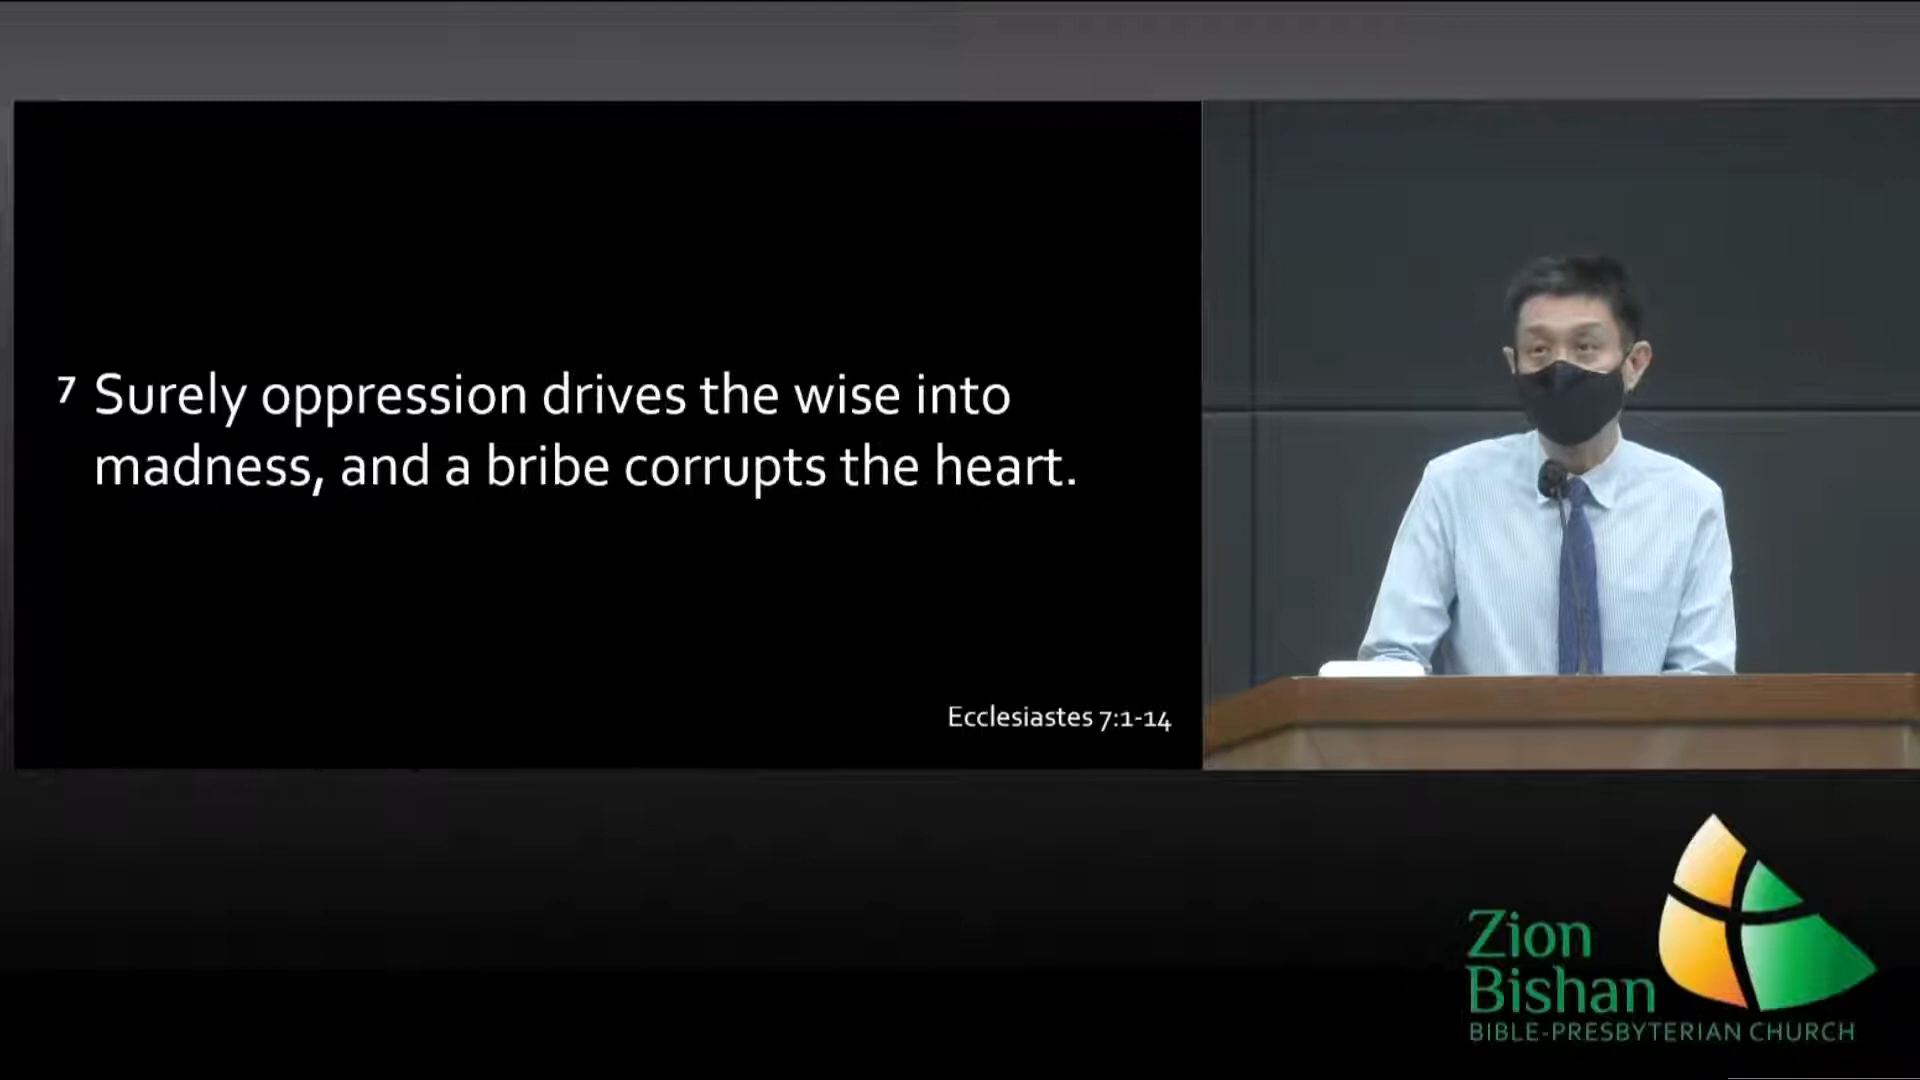 7 Surely oppression drives the wise into
madness, and a bribe corrupts the heart.
Ecclesiastes 7:1-14
Zion
Bishan
BIBLE-PRESBYTERIAN CHURCH